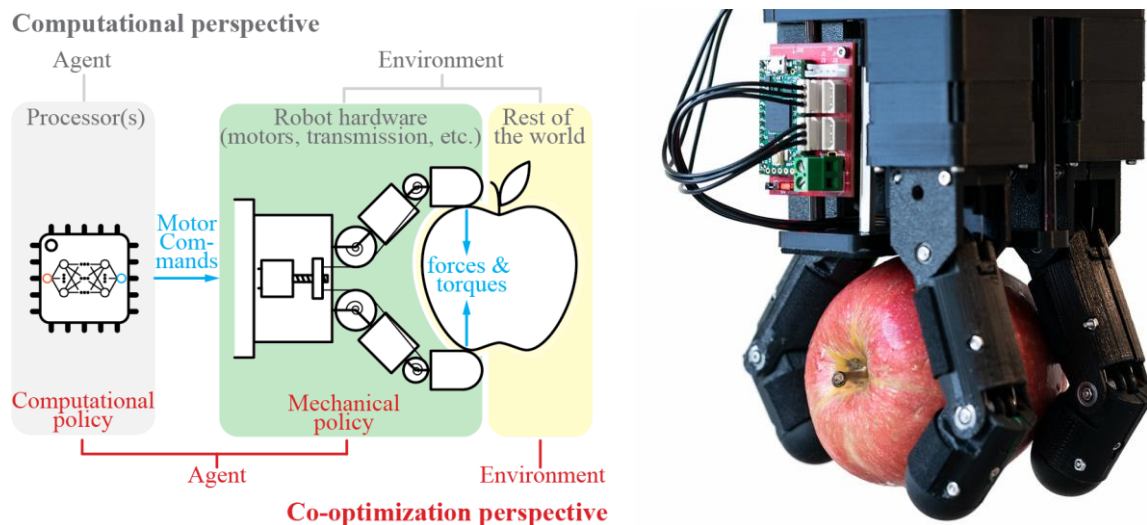 Computational perspective
Agent
Environment
Processor(s)
Robot hardware
(motors, transmission, etc.)
Rest of
the world
Motor
Com-
mands
forces &
torques
Computational
policy
Mechanical
policy
Agent
Environment
Co-optimization perspective